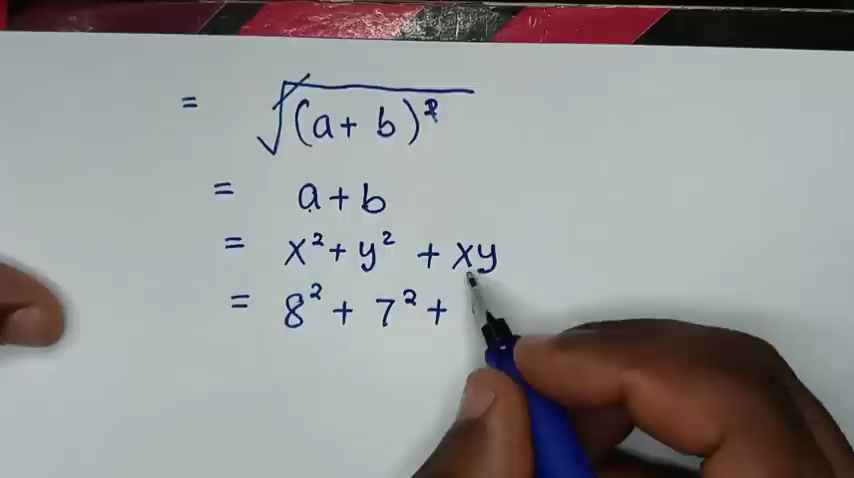 = √(a+b)²
= a+b
= x²+y² +xy
= 8²+ 7²+